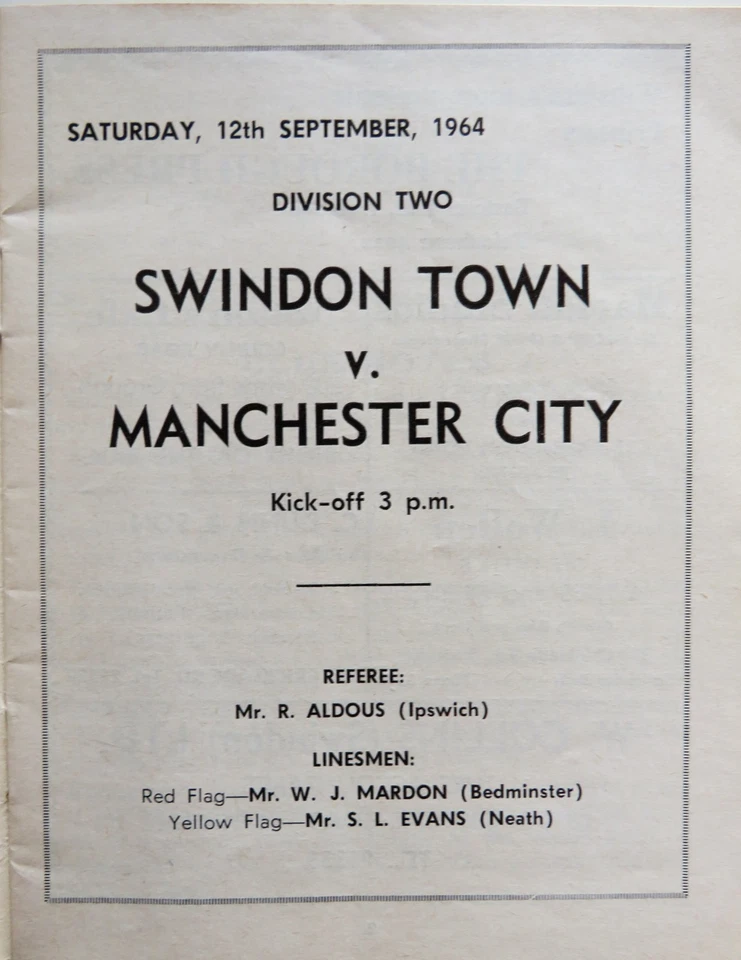 SATURDAY, 12th SEPTEMBER, 1964
DIVISION TWO
SWINDON TOWN
v.
MANCHESTER CITY
Kick-off 3 p.m.
REFEREE:
Mr. R. ALDOUS (Ipswich)
LINESMEN:
Red Flag—Mr. W. J. MARDON (Bedminster)
Yellow Flag—Mr. S. L. EVANS (Neath)